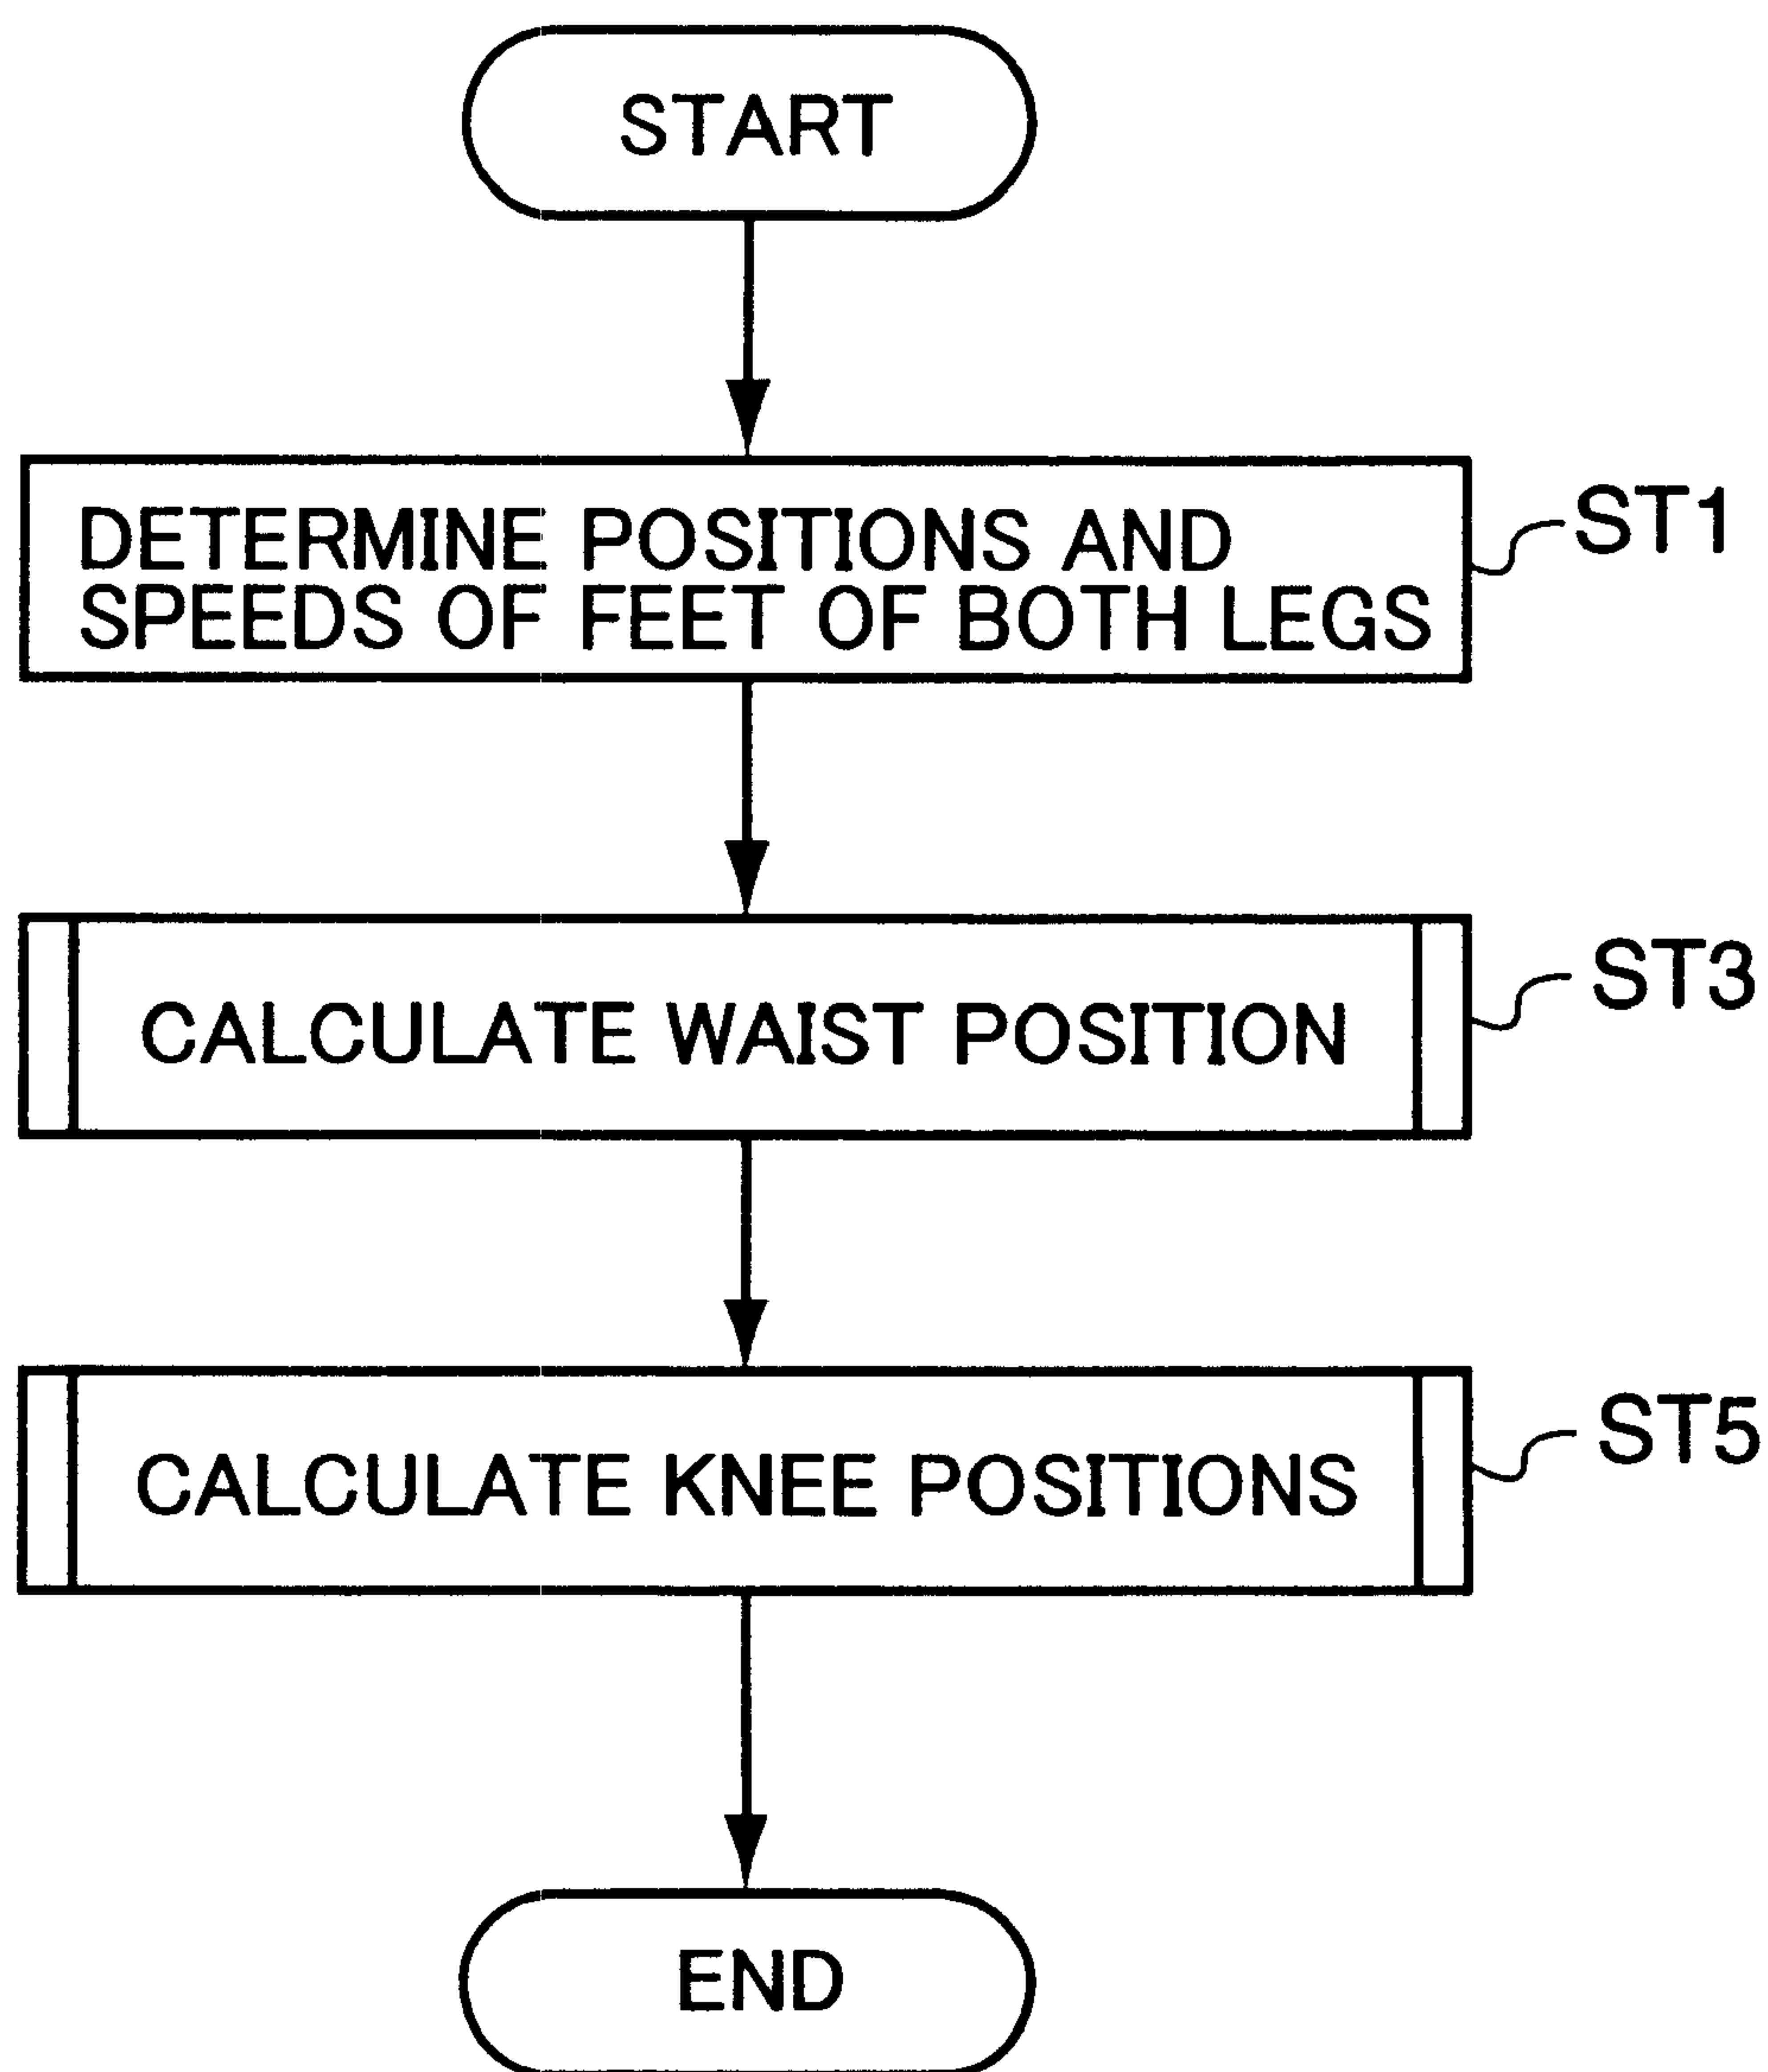 START
DETERMINE POSITIONS AND
SPEEDS OF FEET OF BOTH LEGS
ST1
CALCULATE WAIST POSITION
ST3
CALCULATE KNEE POSITIONS
ST5
END